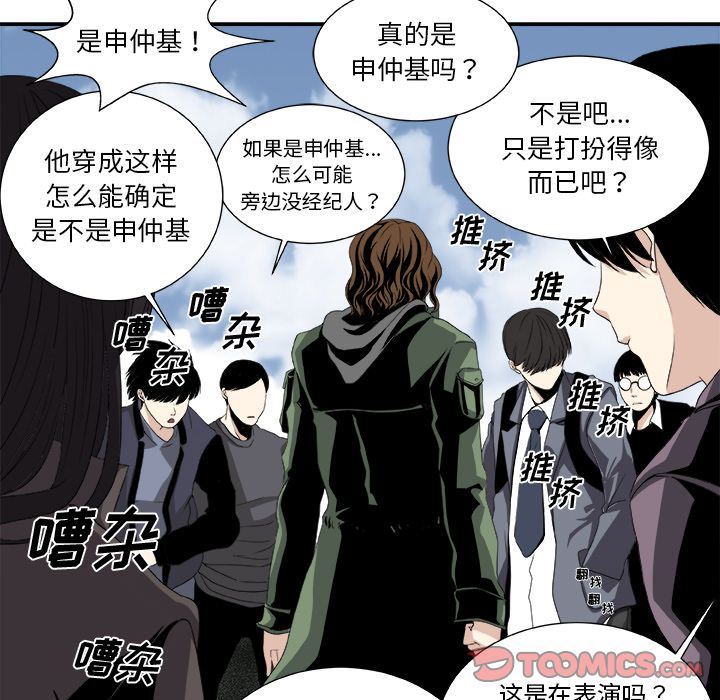 是申仲基！
真的是
申仲基吗？
不是吧…
只是打扮得像
而已吧？
如果是申仲基…
怎么可能
旁边没经纪人？
他穿成这样
怎么能确定
是不是申仲基
推挤
推挤
推挤
推挤
嘈杂
嘈杂
嘈杂
嘈杂
翻找
翻找
TOOMICS.com
这是在表演吗？